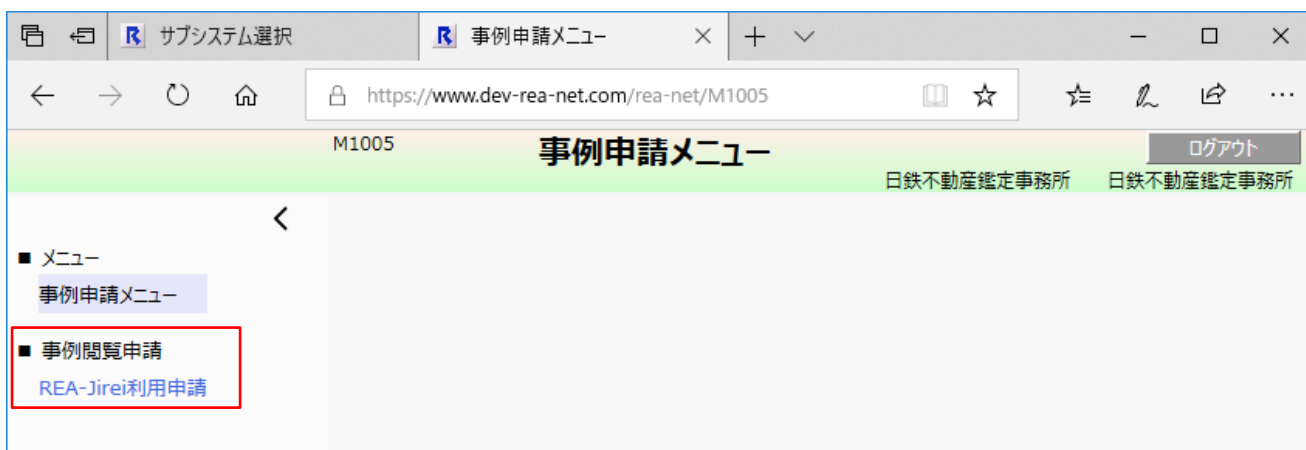 サブシステム選択
事例申請メニュー
https://www.dev-rea-net.com/rea-net/M1005
M1005
事例申請メニュー
ログアウト
日鉄不動産鑑定事務所 日鉄不動産鑑定事務所
■ メニュー
事例申請メニュー
■ 事例閲覧申請
REA-Jirei利用申請